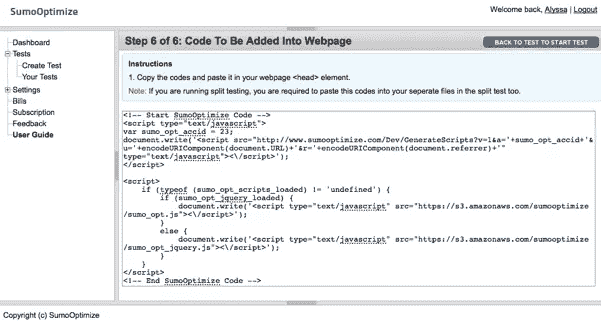 SumoOptimize
Welcome back, Alyssa | Logout
Dashboard
Tests
Create Test
Your Tests
Settings
Bills
Subscription
Feedback
User Guide
Step 6 of 6: Code To Be Added Into Webpage
BACK TO TEST TO START TEST
Instructions
1. Copy the codes and paste it in your webpage <head> element.
Note: If you are running split testing, you are required to paste this codes into your seperate files in the split test too.
<!-- Start SumoOptimize Code -->
<script type="text/javascript">
var sumo_opt_accid = 23;
document.write('<script src="http://www.sumooptimize.com/Dev/GenerateScripts?v=1&a='+sumo_opt_accid+'&
u='+encodeURIComponent(document.URL)+'&r='+encodeURIComponent(document.referrer)+'"
type="text/javascript"><\/script>');
</script>
<script>
if (typeof (sumo_opt_scripts_loaded) != 'undefined') {
if (sumo_opt_jquery_loaded) {
document.write('<script type="text/javascript" src="https://s3.amazonaws.com/sumooptimize
/sumo_opt.js"><\/script>');
}
else {
document.write('<script type="text/javascript" src="https://s3.amazonaws.com/sumooptimize
/sumo_opt_jquery.js"><\/script>');
}
}
</script>
<!-- End SumoOptimize Code -->
Copyright (c) SumoOptimize